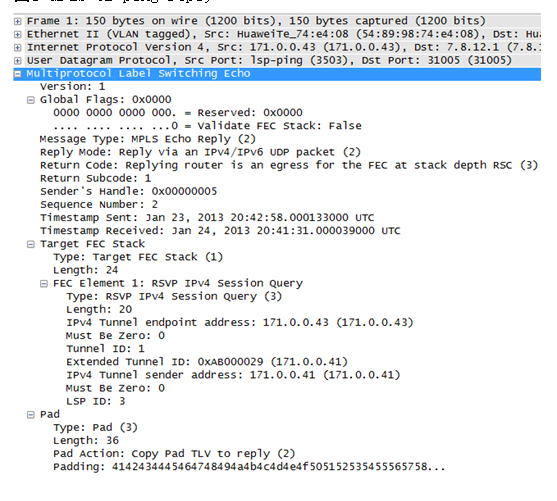 Frame 1: 150 bytes on wire (1200 bits), 150 bytes captured (1200 bits)
Ethernet II (VLAN tagged), Src: HuaweiTe_74:e4:08 (54:89:98:74:e4:08), Dst: Hua
Internet Protocol Version 4, Src: 171.0.0.43 (171.0.0.43), Dst: 7.8.12.1 (7.8.1
User Datagram Protocol, Src Port: lsp-ping (3503), Dst Port: 31005 (31005)
Multiprotocol Label Switching Echo
Version: 1
Global Flags: 0x0000
0000 0000 0000 000. = Reserved: 0x0000
.... .... .... ...0 = Validate FEC Stack: False
Message Type: MPLS Echo Reply (2)
Reply Mode: Reply via an IPv4/IPv6 UDP packet (2)
Return Code: Replying router is an egress for the FEC at stack depth RSC (3)
Return Subcode: 1
Sender's Handle: 0x00000005
Sequence Number: 2
Timestamp Sent: Jan 23, 2013 20:42:58.000133000 UTC
Timestamp Received: Jan 24, 2013 20:41:31.000039000 UTC
Target FEC Stack
Type: Target FEC Stack (1)
Length: 24
FEC Element 1: RSVP IPv4 Session Query
Type: RSVP IPv4 Session Query (3)
Length: 20
IPv4 Tunnel endpoint address: 171.0.0.43 (171.0.0.43)
Must Be Zero: 0
Tunnel ID: 1
Extended Tunnel ID: 0xAB000029 (171.0.0.41)
IPv4 Tunnel sender address: 171.0.0.41 (171.0.0.41)
Must Be Zero: 0
LSP ID: 3
Pad
Type: Pad (3)
Length: 36
Pad Action: Copy Pad TLV to reply (2)
Padding: 4142434445464748494a4b4c4d4e4f505152535455565758...